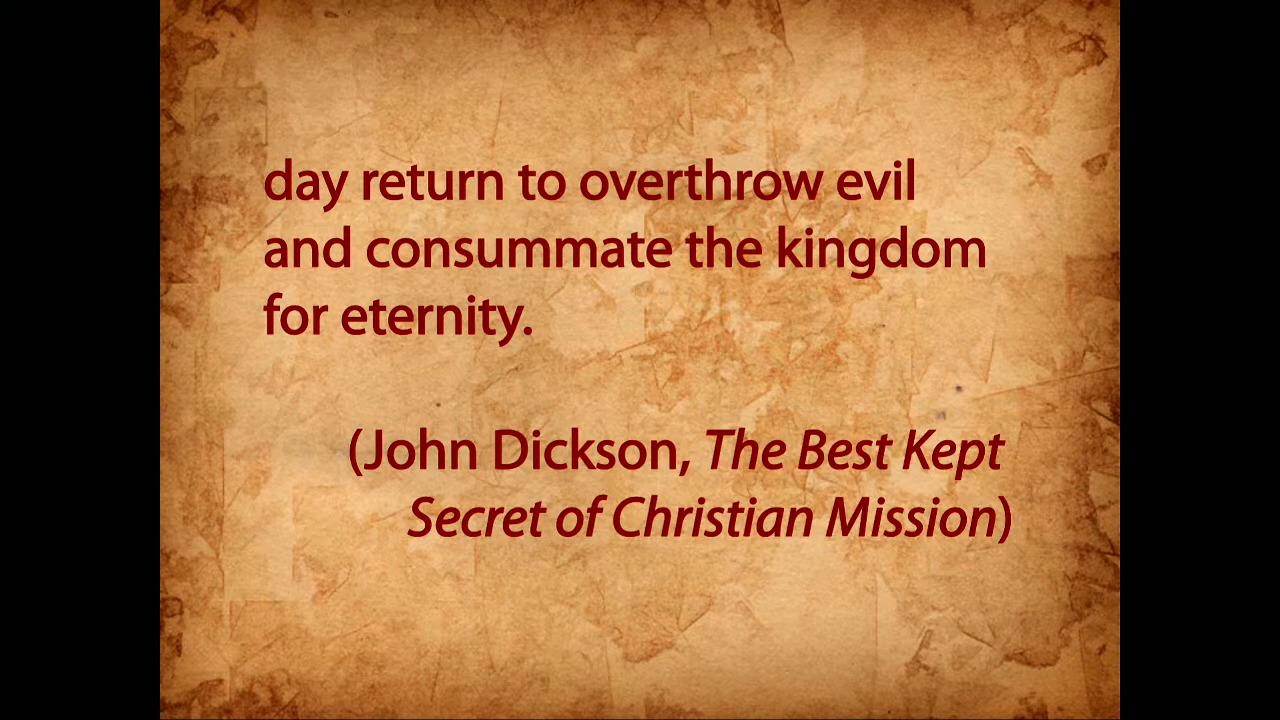 day return to overthrow evil
and consummate the kingdom
for eternity.
(John Dickson, The Best Kept
Secret of Christian Mission)